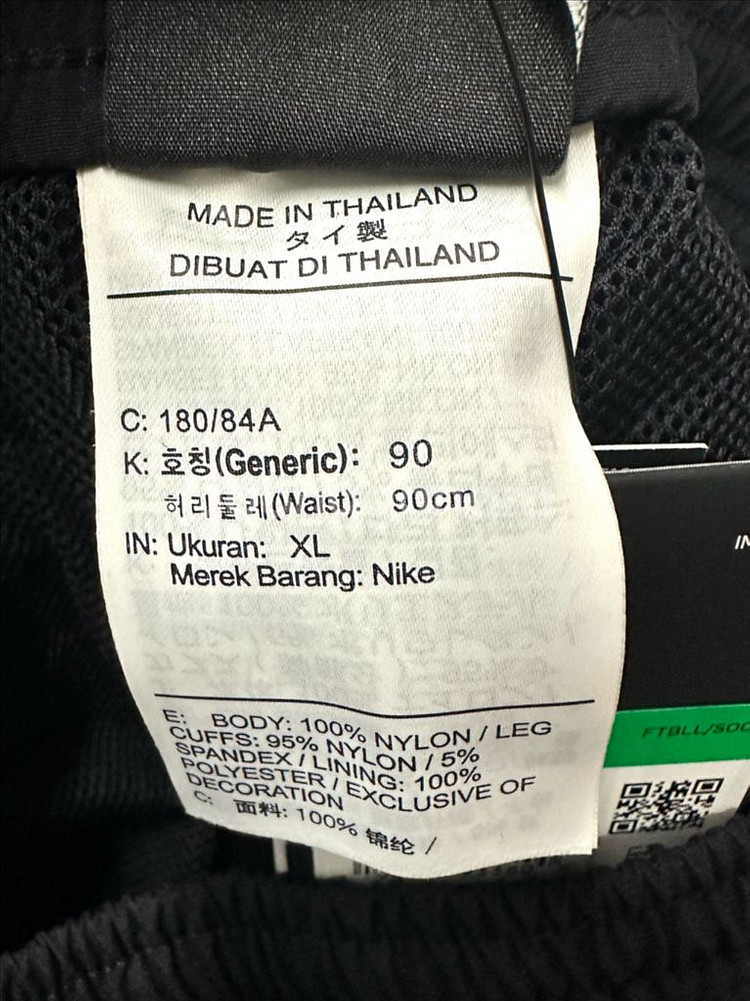 MADE IN THAILAND
タイ製
DIBUAT DI THAILAND
C: 180/84A
K: 호칭(Generic): 90
허리둘레(Waist): 90cm
IN: Ukuran: XL
Merek Barang: Nike
E: BODY: 100% NYLON / LEG
CUFFS: 95% NYLON / 5%
SPANDEX / LINING: 100%
POLYESTER / EXCLUSIVE OF
DECORATION
C: 面料: 100% 锦纶 /
FTBLL/SOC